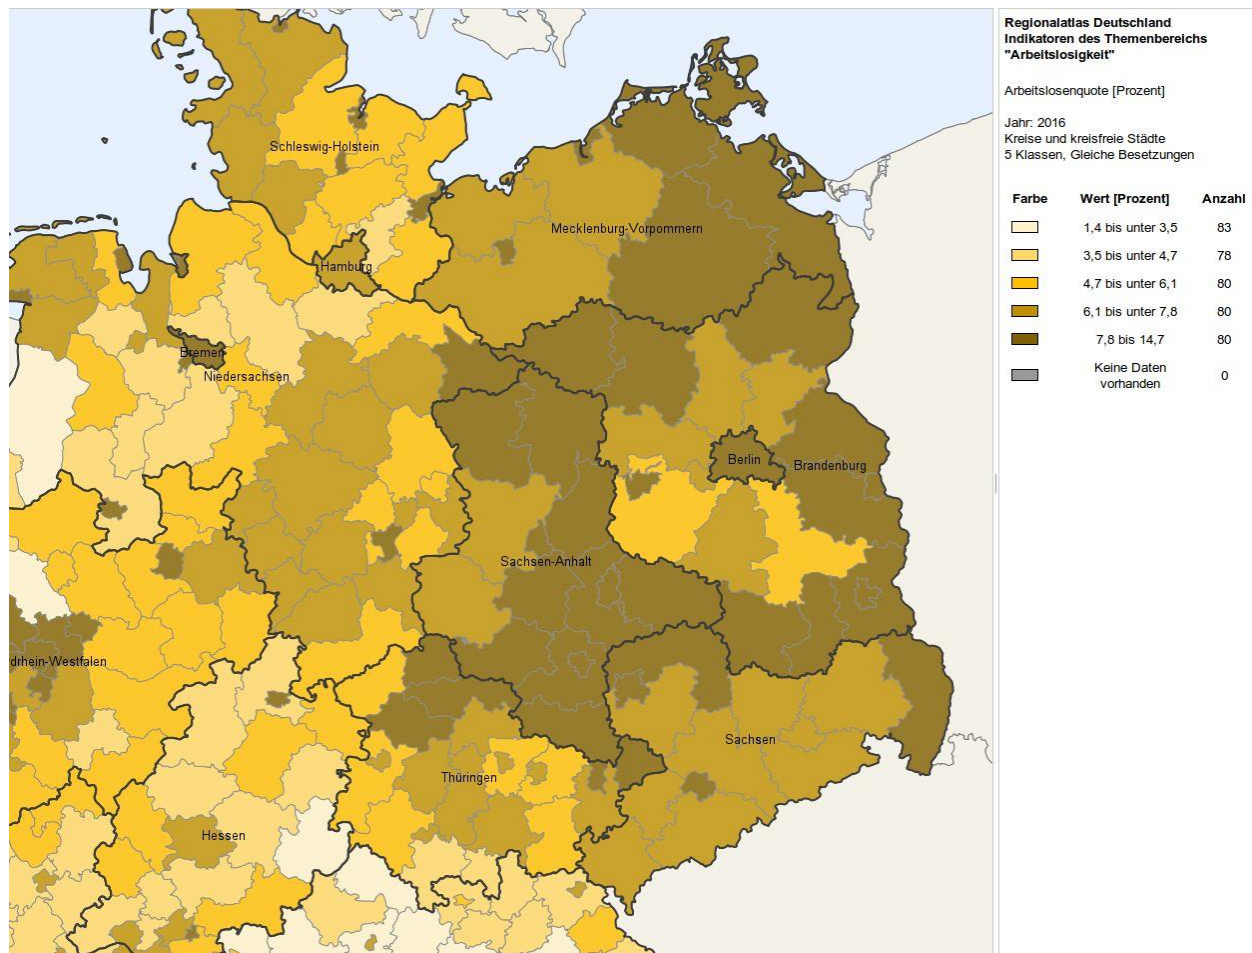 Regionalatlas Deutschland
Indikatoren des Themenbereichs
"Arbeitslosigkeit"
Arbeitslosenquote [Prozent]
Jahr: 2016
Kreise und kreisfreie Städte
5 Klassen, Gleiche Besetzungen
Farbe Wert [Prozent] Anzahl
1,4 bis unter 3,5 83
3,5 bis unter 4,7 78
4,7 bis unter 6,1 80
6,1 bis unter 7,8 80
7,8 bis 14,7 80
Keine Daten
vorhanden 0
Schleswig-Holstein
Mecklenburg-Vorpommern
Hamburg
Bremen
Niedersachsen
Berlin
Brandenburg
Sachsen-Anhalt
drhein-Westfalen
Sachsen
Thüringen
Hessen